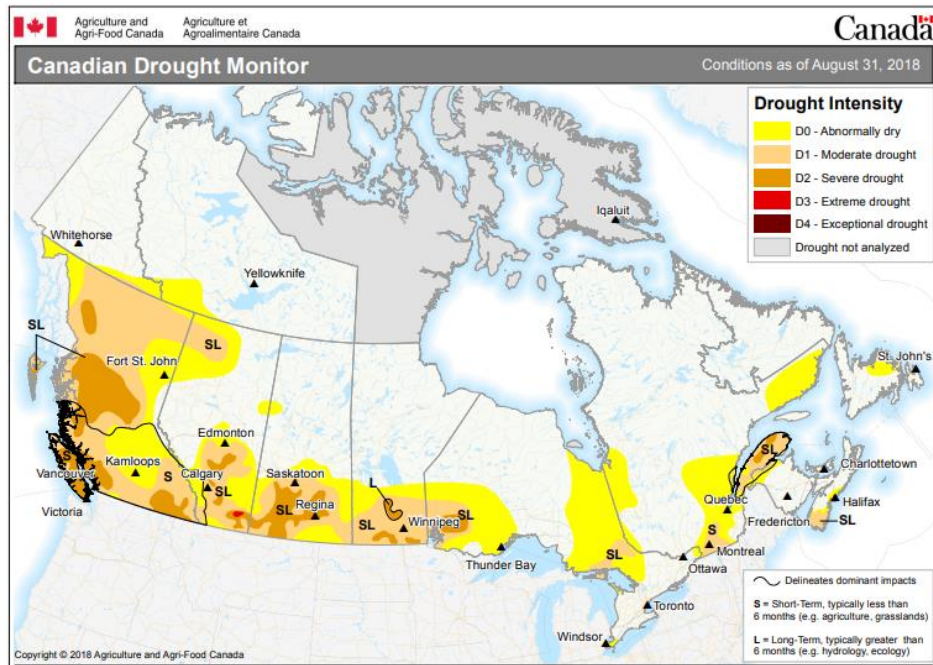 Agriculture and
Agri-Food Canada
Agriculture et
Agroalimentaire Canada
Canada
Canadian Drought Monitor
Conditions as of August 31, 2018
Drought Intensity
D0 - Abnormally dry
D1 - Moderate drought
D2 - Severe drought
D3 - Extreme drought
D4 - Exceptional drought
Drought not analyzed
Iqaluit
Whitehorse
Yellowknife
SL
SL
Fort St. John
St. John's
Edmonton
SL
Kamloops
Calgary
Saskatoon
L
Charlottetown
S
S
SL
Quebec
Halifax
Vancouver
SL
Regina
Winnipeg
Fredericton
SL
Victoria
SL
S
Montreal
SL
Thunder Bay
Ottawa
Toronto
Windsor
Delineates dominant impacts
S = Short-Term, typically less than
6 months (e.g. agriculture, grasslands)
L = Long-Term, typically greater than
6 months (e.g. hydrology, ecology)
Copyright © 2018 Agriculture and Agri-Food Canada